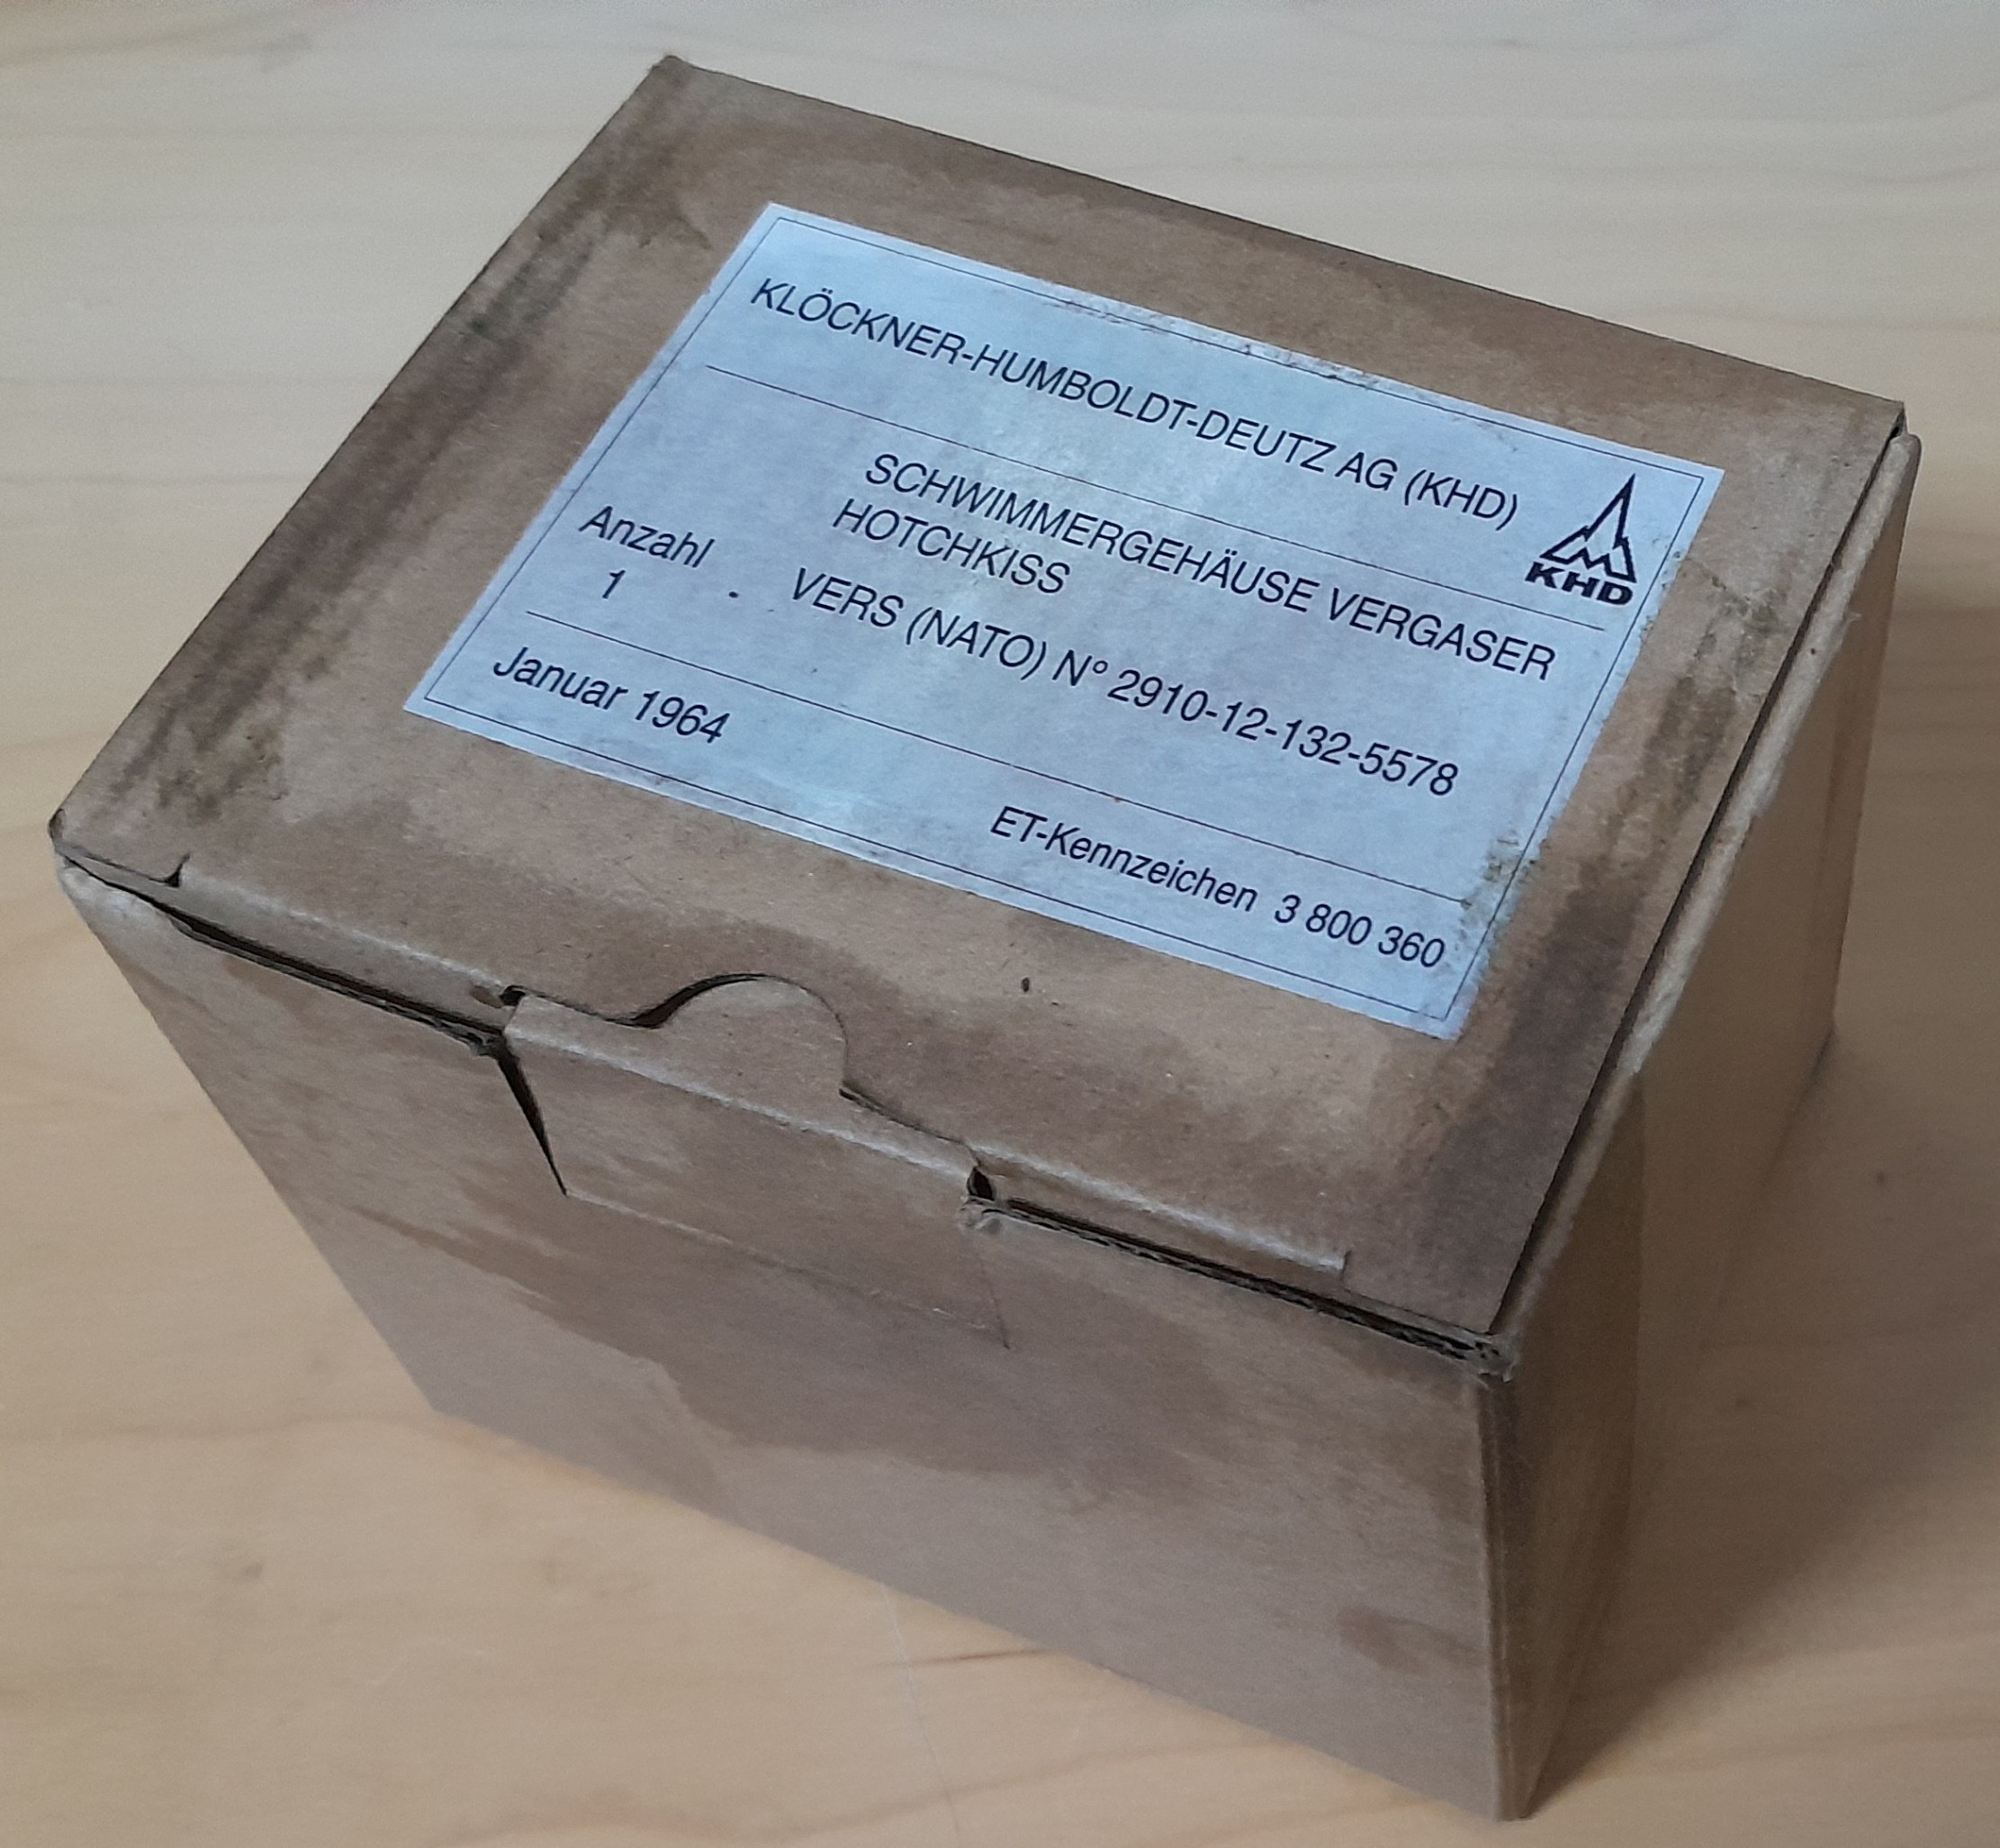 KLÖCKNER-HUMBOLDT-DEUTZ AG (KHD)
KHD
SCHWIMMERGEHÄUSE VERGASER
HOTCHKISS
Anzahl
1 . VERS (NATO) N° 2910-12-132-5578
Januar 1964
ET-Kennzeichen 3 800 360